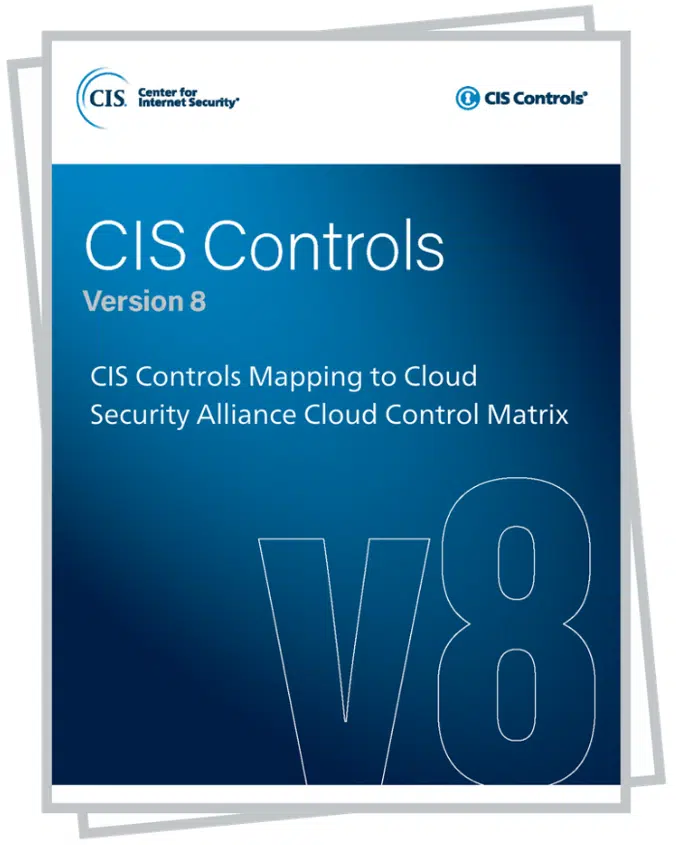 CIS. Center for
Internet Security®
CIS Controls®
CIS Controls
Version 8
CIS Controls Mapping to Cloud
Security Alliance Cloud Control Matrix
v8